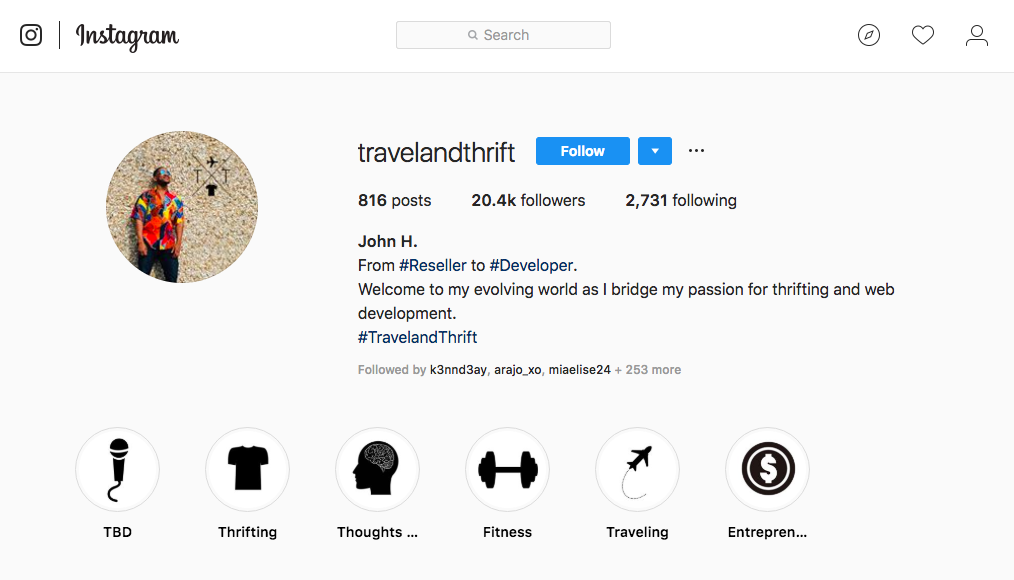 Instagram
Search
travelandthrift Follow
816 posts 20.4k followers 2,731 following
John H.
From #Reseller to #Developer.
Welcome to my evolving world as I bridge my passion for thrifting and web
development.
#TravelandThrift
Followed by k3nnd3ay, arajo_xo, miaelise24 + 253 more
T T
$
TBD Thrifting Thoughts ... Fitness Traveling Entrepren...